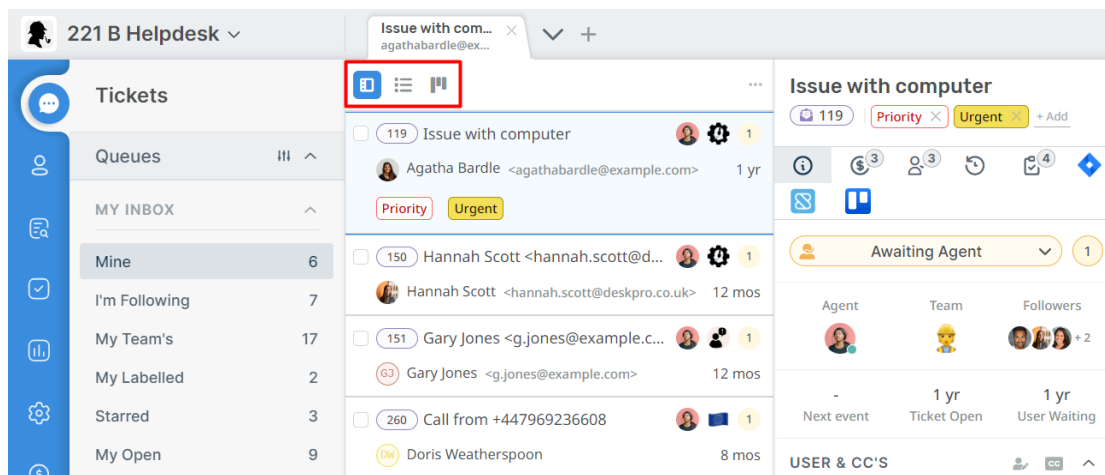 221 B Helpdesk
Issue with com...
agathabardle@ex...
Tickets
Queues
MY INBOX
Mine 6
I'm Following 7
My Team's 17
My Labelled 2
Starred 3
My Open 9
119 Issue with computer 1
Agatha Bardle <agathabardle@example.com> 1 yr
Priority Urgent
150 Hannah Scott <hannah.scott@d... 1
Hannah Scott <hannah.scott@deskpro.co.uk> 12 mos
151 Gary Jones <g.jones@example.c... 1
GJ Gary Jones <g.jones@example.com> 12 mos
260 Call from +447969236608 1
DW Doris Weatherspoon 8 mos
Issue with computer
119 Priority Urgent + Add
3 3 4
Awaiting Agent 1
Agent Team Followers
+ 2
- 1 yr 1 yr
Next event Ticket Open User Waiting
USER & CC'S CC